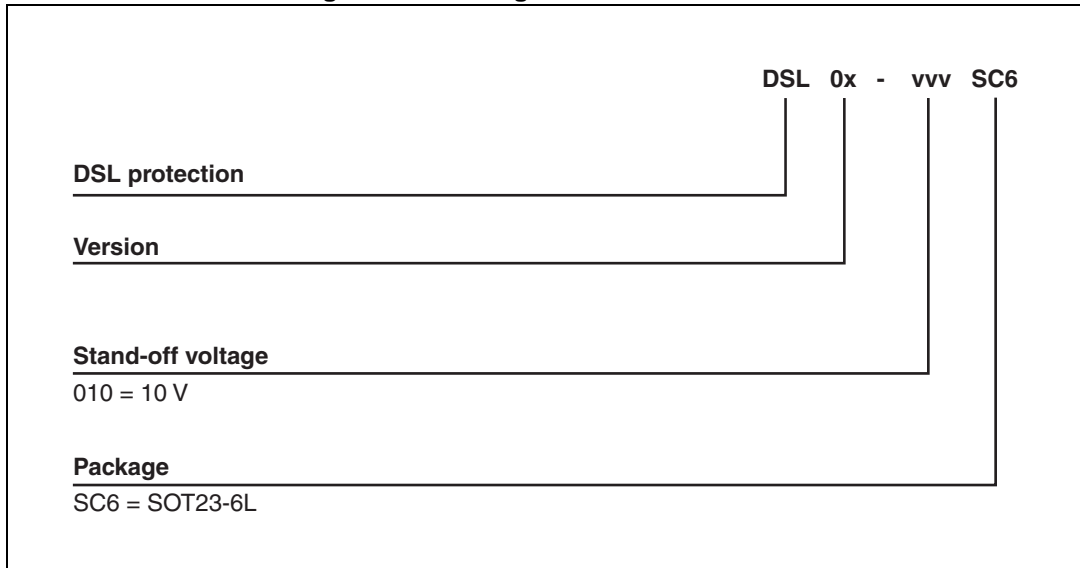 DSL 0x - vvv SC6
DSL protection
Version
Stand-off voltage
010 = 10 V
Package
SC6 = SOT23-6L